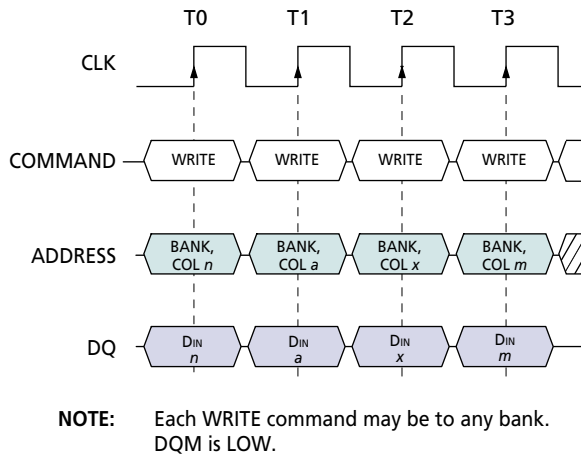 T0 T1 T2 T3
CLK
COMMAND WRITE WRITE WRITE WRITE
ADDRESS BANK, COL n BANK, COL a BANK, COL x BANK, COL m
DQ DIN n DIN a DIN x DIN m
NOTE: Each WRITE command may be to any bank.
DQM is LOW.